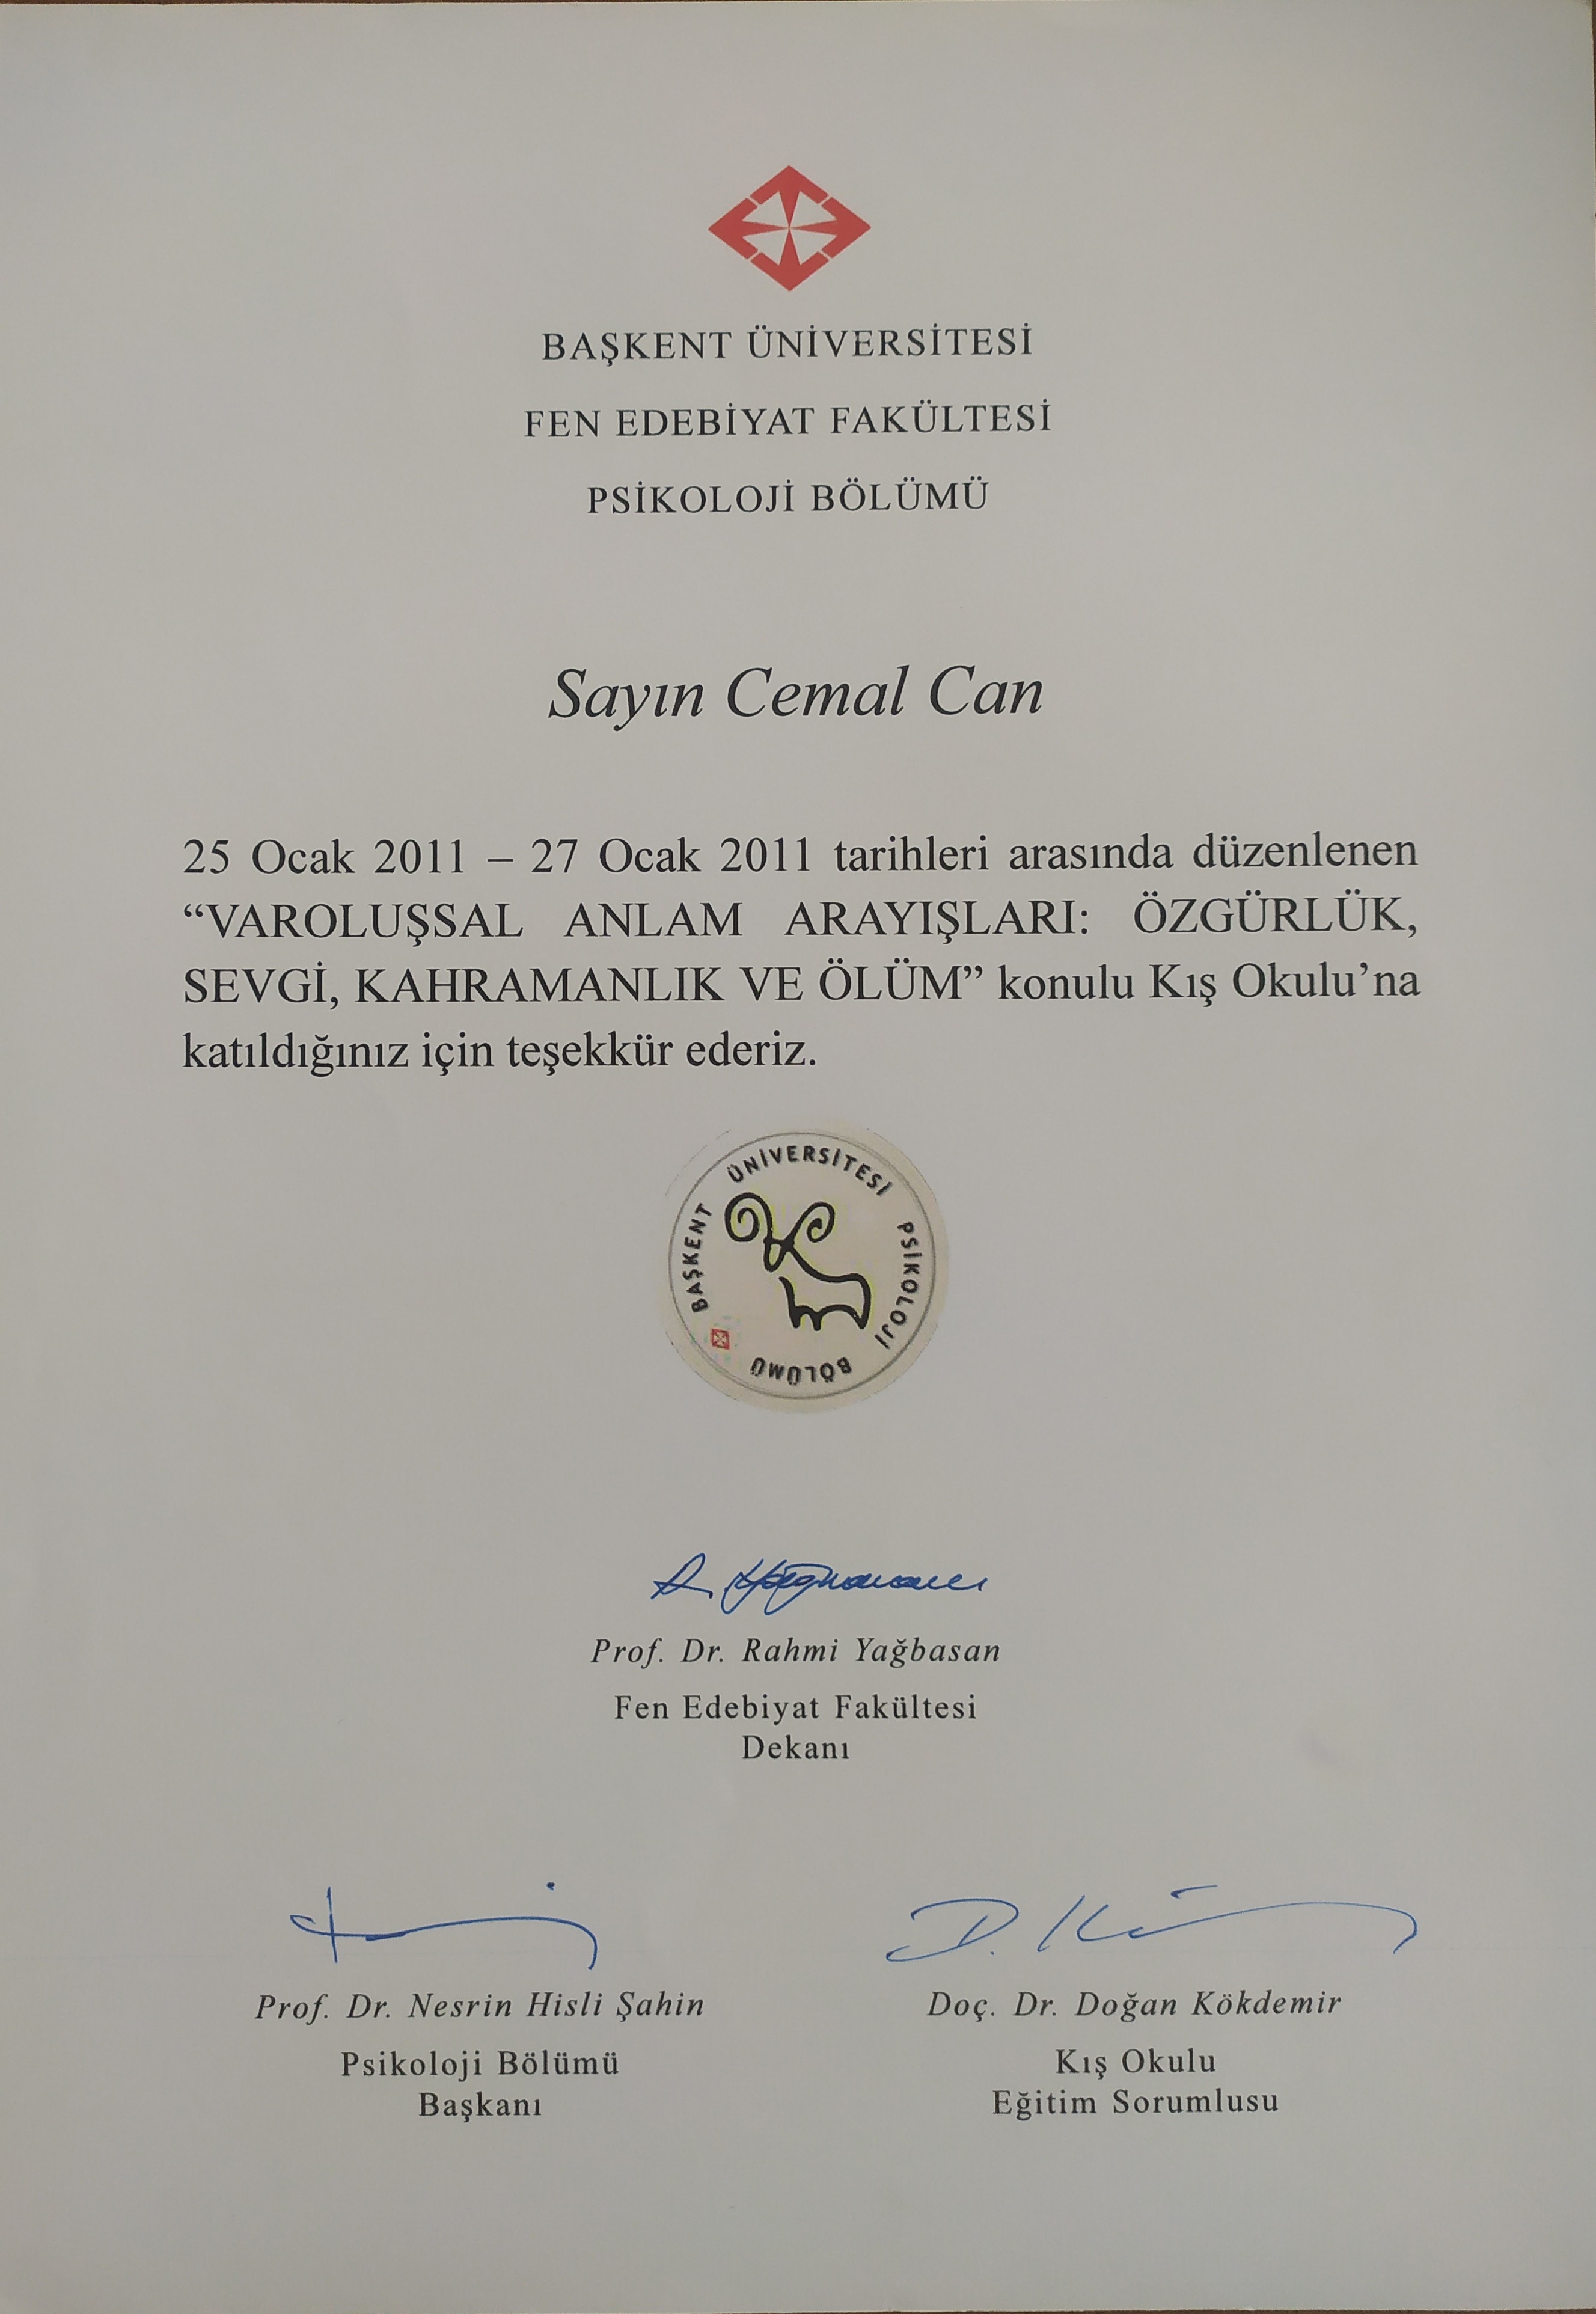 BAŞKENT ÜNİVERSİTESİ
FEN EDEBİYAT FAKÜLTESİ
PSİKOLOJİ BÖLÜMÜ
Sayın Cemal Can
25 Ocak 2011 – 27 Ocak 2011 tarihleri arasında düzenlenen
“VAROLUŞSAL ANLAM ARAYIŞLARI: ÖZGÜRLÜK,
SEVGİ, KAHRAMANLIK VE ÖLÜM” konulu Kış Okulu’na
katıldığınız için teşekkür ederiz.
BAŞKENT ÜNİVERSİTESİ PSİKOLOJİ BÖLÜMÜ
Prof. Dr. Rahmi Yağbasan
Fen Edebiyat Fakültesi
Dekanı
Prof. Dr. Nesrin Hisli Şahin
Psikoloji Bölümü
Başkanı
Doç. Dr. Doğan Kökdemir
Kış Okulu
Eğitim Sorumlusu